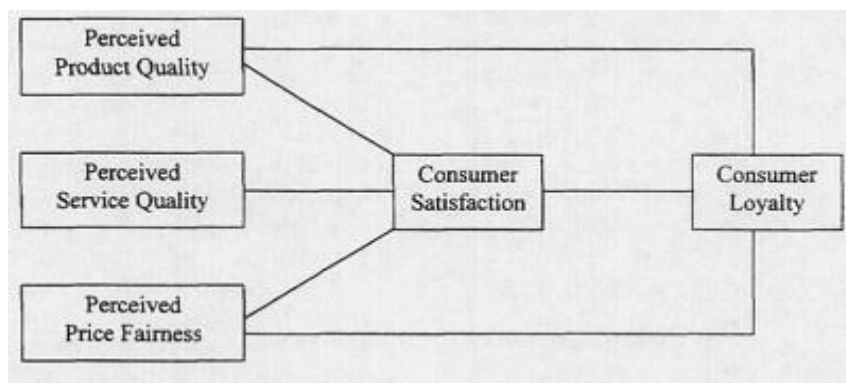 Perceived
Product Quality
Perceived
Service Quality
Consumer
Satisfaction
Consumer
Loyalty
Perceived
Price Fairness